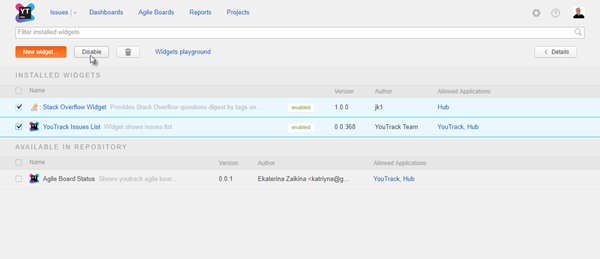 YT Issues Dashboards Agile Boards Reports Projects
Filter installed widgets
New widget... Disable Widgets playground Details
INSTALLED WIDGETS
Name Version Author Allowed Applications
Stack Overflow Widget Provides Stack Overflow questions digest by tags on ... enabled 1.0.0 jk1 Hub
YouTrack Issues List Widget shows issues list. enabled 0.0.368 YouTrack Team YouTrack, Hub
AVAILABLE IN REPOSITORY
Name Version Author Allowed Applications
Agile Board Status Shows youtrack agile boar... 0.0.1 Ekaterina Zaikina <katriyna@g... YouTrack, Hub